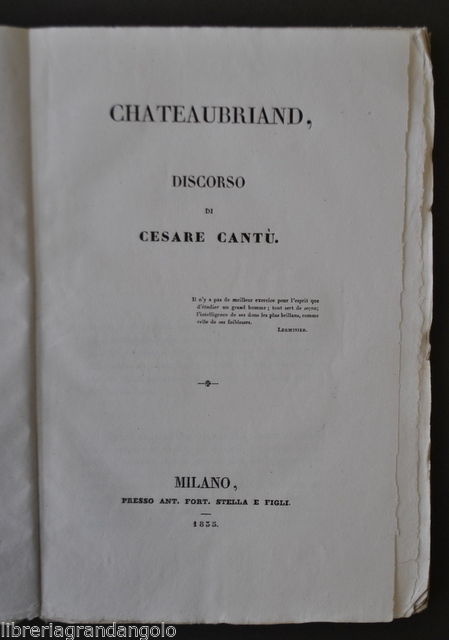 CHATEAUBRIAND,
DISCORSO
DI
CESARE CANTÙ.
Il n'y a pas de meilleur exercice pour l'esprit que
d'étudier un grand homme; tout sert de
l'intelligence de ses dons les plus brillans, comme
celle de ses faiblesses.
LERMINIER.
MILANO,
PRESSO ANT. FORT. STELLA E FIGLI.
1835.
libreriagrandangolo